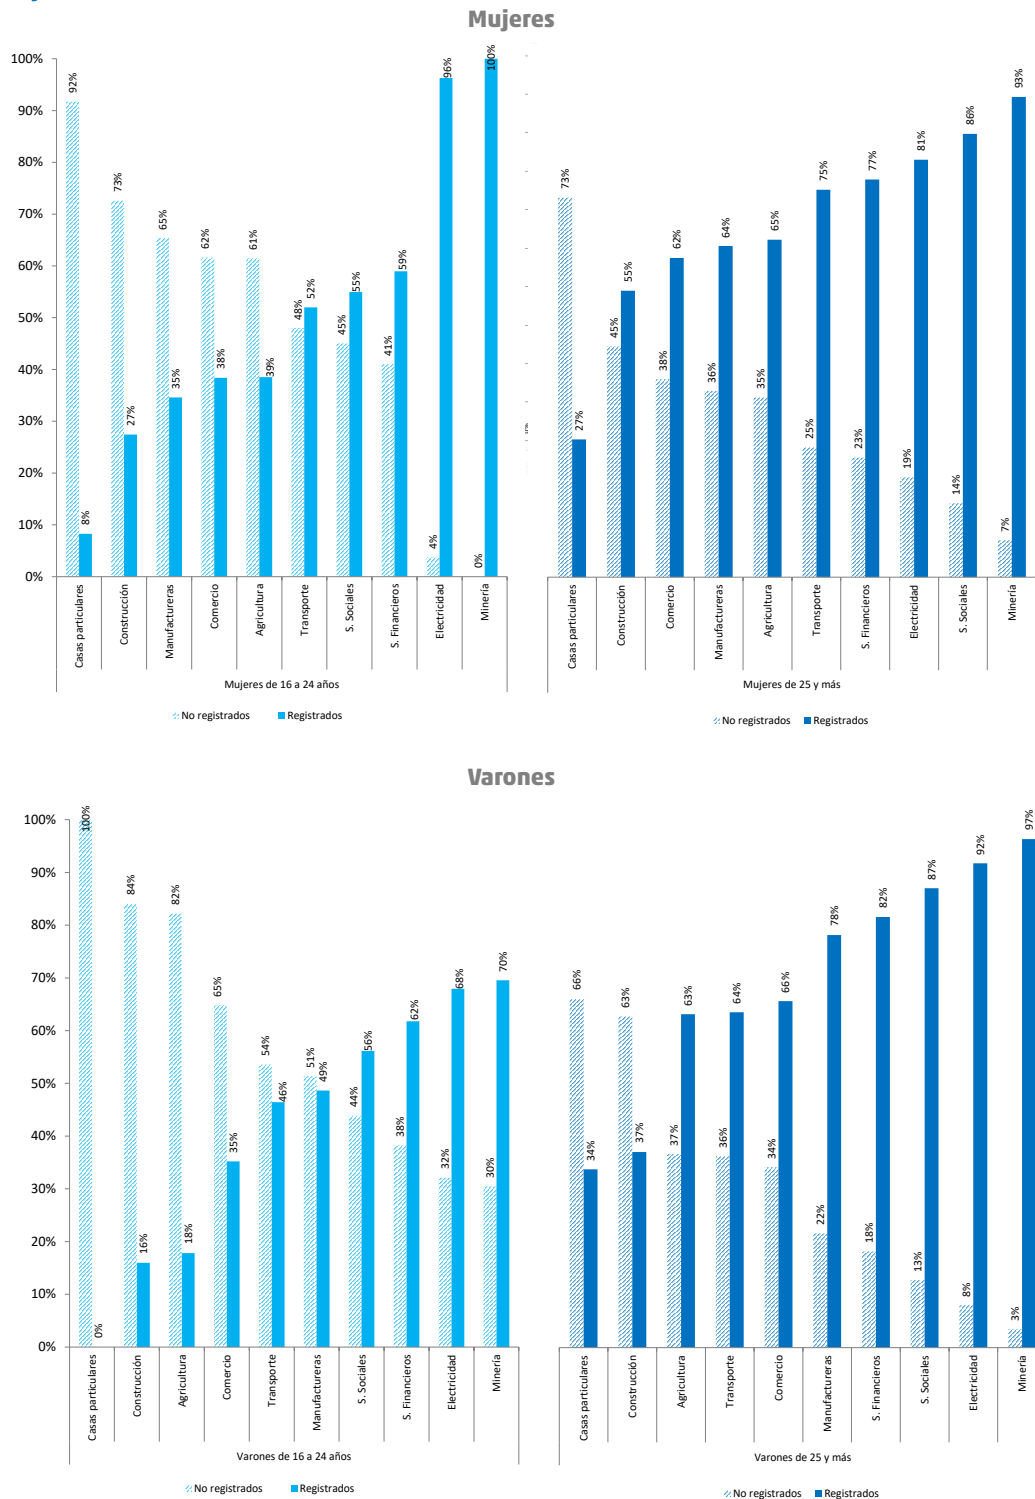 Mujeres
100%
90%
80%
70%
60%
50%
40%
30%
20%
10%
0%
92%
8%
73%
27%
65%
35%
62%
38%
61%
39%
48%
52%
45%
55%
41%
59%
4%
96%
0%
100%
Casas particulares
Construcción
Manufactureras
Comercio
Agricultura
Transporte
S. Sociales
S. Financieros
Electricidad
Minería
Mujeres de 16 a 24 años
No registrados Registrados
73%
27%
45%
55%
38%
62%
36%
64%
35%
65%
25%
75%
23%
77%
19%
81%
14%
86%
7%
93%
Casas particulares
Construcción
Comercio
Manufactureras
Agricultura
Transporte
S. Financieros
Electricidad
S. Sociales
Minería
Mujeres de 25 y más
No registrados Registrados
Varones
100%
90%
80%
70%
60%
50%
40%
30%
20%
10%
0%
100%
0%
84%
16%
82%
18%
65%
35%
54%
46%
51%
49%
44%
56%
38%
62%
32%
68%
30%
70%
Casas particulares
Construcción
Agricultura
Comercio
Transporte
Manufactureras
S. Sociales
S. Financieros
Electricidad
Minería
Varones de 16 a 24 años
No registrados Registrados
66%
34%
63%
37%
37%
63%
36%
64%
34%
66%
22%
78%
18%
82%
13%
87%
8%
92%
3%
97%
Casas particulares
Construcción
Agricultura
Transporte
Comercio
Manufactureras
S. Financieros
S. Sociales
Electricidad
Minería
Varones de 25 y más
No registrados Registrados